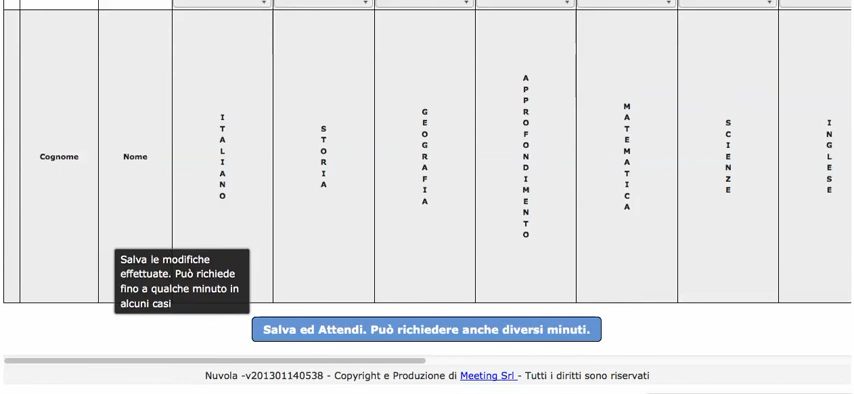 Cognome
Nome
ITALIANO
STORIA
GEOGRAFIA
APPROFONDIMENTO
MATEMATICA
SCIENZE
INGLESE
Salva le modifiche
effettuate. Può richiede
fino a qualche minuto in
alcuni casi
Salva ed Attendi. Può richiedere anche diversi minuti.
Nuvola -v201301140538 - Copyright e Produzione di Meeting Srl - Tutti i diritti sono riservati